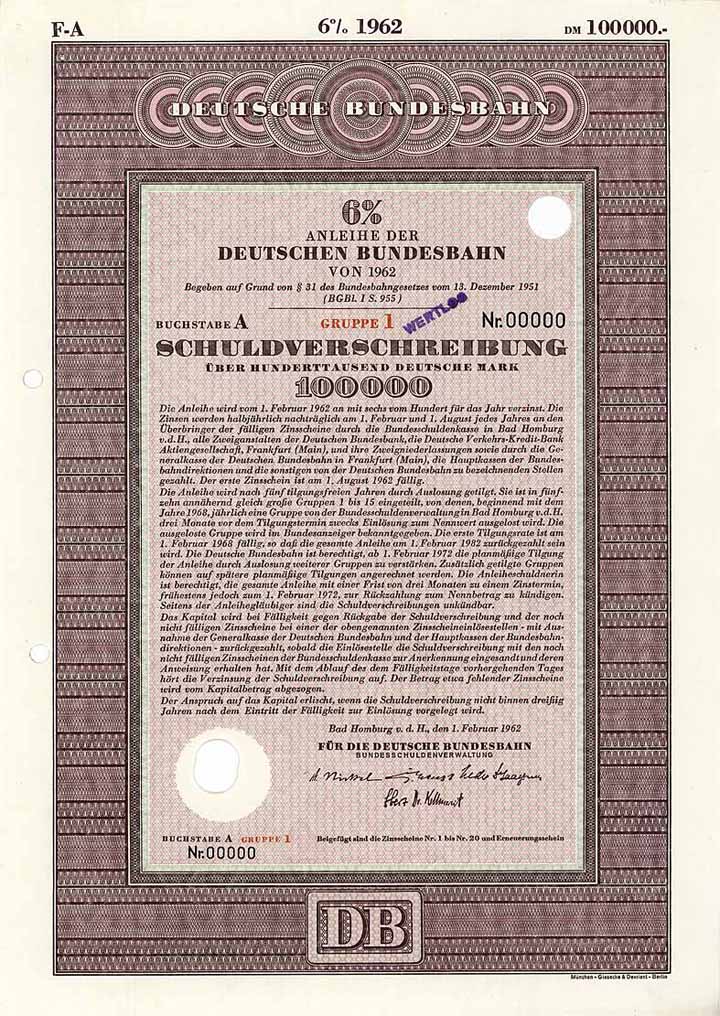 F-A 6% 1962 DM 100000.-
DEUTSCHE BUNDESBAHN
6%
ANLEIHE DER
DEUTSCHEN BUNDESBAHN
VON 1962
Begeben auf Grund von § 31 des Bundesbahngesetzes vom 13. Dezember 1951
(BGBl. I S. 955)
WERTLOS
BUCHSTABE A GRUPPE 1 Nr. 00000
SCHULDVERSCHREIBUNG
ÜBER HUNDERTTAUSEND DEUTSCHE MARK
100000
Die Anleihe wird vom 1. Februar 1962 an mit sechs vom Hundert für das Jahr verzinst. Die
Zinsen werden halbjährlich nachträglich am 1. Februar und 1. August jedes Jahres an den
Überbringer der fälligen Zinsscheine durch die Bundesschuldenkasse in Bad Homburg
v. d. H., alle Zweiganstalten der Deutschen Bundesbank, die Deutsche Verkehrs-Kredit-Bank
Aktiengesellschaft, Frankfurt (Main), und ihre Zweigniederlassungen sowie durch die Ge-
neralkasse der Deutschen Bundesbahn in Frankfurt (Main), die Hauptkassen der Bundes-
bahndirektionen und die sonstigen von der Deutschen Bundesbahn zu bezeichnenden Stellen
gezahlt. Der erste Zinsschein ist am 1. August 1962 fällig.
Die Anleihe wird nach fünf tilgungsfreien Jahren durch Auslosung getilgt. Sie ist in fünf-
zehn annähernd gleich große Gruppen 1 bis 15 eingeteilt, von denen, beginnend mit dem
Jahre 1968, jährlich eine Gruppe von der Bundesschuldenverwaltung in Bad Homburg v. d. H.
drei Monate vor dem Tilgungstermin zwecks Einlösung zum Nennwert ausgelost wird. Die
ausgeloste Gruppe wird im Bundesanzeiger bekanntgegeben. Die erste Tilgungsrate ist am
1. Februar 1968 fällig, so daß die gesamte Anleihe am 1. Februar 1982 zurückgezahlt sein
wird. Die Deutsche Bundesbahn ist berechtigt, ab 1. Februar 1972 die planmäßige Tilgung
der Anleihe durch Auslosung weiterer Gruppen zu verstärken. Zusätzlich getilgte Gruppen
können auf spätere planmäßige Tilgungen angerechnet werden. Die Anleiheschuldnerin
ist berechtigt, die gesamte Anleihe mit einer Frist von drei Monaten zu einem Zinstermin,
frühestens jedoch zum 1. Februar 1972, zur Rückzahlung zum Nennbetrag zu kündigen.
Seitens der Anleihegläubiger sind die Schuldverschreibungen unkündbar.
Das Kapital wird bei Fälligkeit gegen Rückgabe der Schuldverschreibung und der noch
nicht fälligen Zinsscheine bei einer der obengenannten Zinsscheineinlösestellen - mit Aus-
nahme der Generalkasse der Deutschen Bundesbahn und der Hauptkassen der Bundesbahn-
direktionen - zurückgezahlt, sobald die Einlösestelle die Schuldverschreibung mit den noch
nicht fälligen Zinsscheinen der Bundesschuldenkasse zur Anerkennung eingesandt und deren
Anweisung erhalten hat. Mit dem Ablauf des dem Fälligkeitstage vorhergehenden Tages
hört die Verzinsung der Schuldverschreibung auf. Der Betrag etwa fehlender Zinsscheine
wird vom Kapitalbetrag abgezogen.
Der Anspruch auf das Kapital erlischt, wenn die Schuldverschreibung nicht binnen dreißig
Jahren nach dem Eintritt der Fälligkeit zur Einlösung vorgelegt wird.
Bad Homburg v. d. H., den 1. Februar 1962
FÜR DIE DEUTSCHE BUNDESBAHN
BUNDESSCHULDENVERWALTUNG
BUCHSTABE A GRUPPE 1 Beigefügt sind die Zinsscheine Nr. 1 bis Nr. 20 und Erneuerungsschein
Nr. 00000
DB
München - Giesecke & Devrient - Berlin